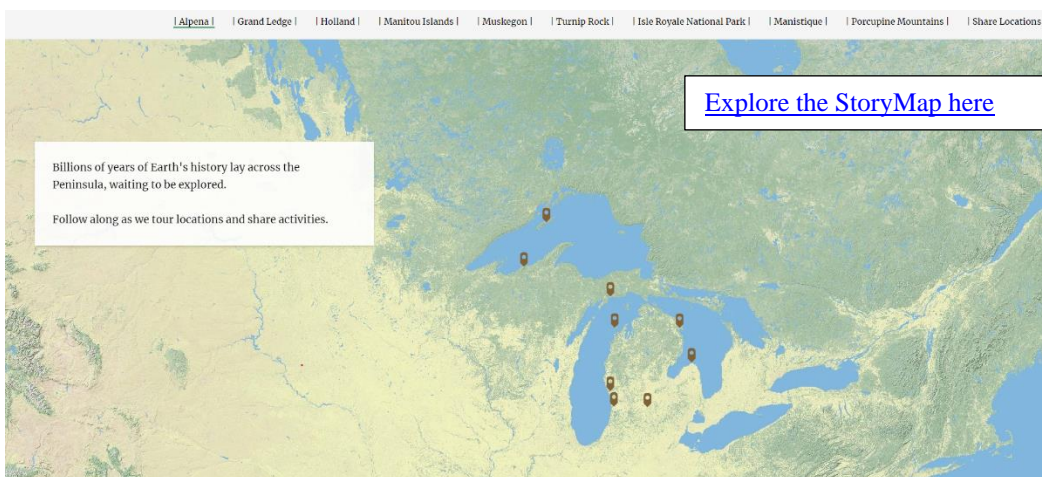 | Alpena | | Grand Ledge | | Holland | | Manitou Islands | | Muskegon | | Turnip Rock | | Isle Royale National Park | | Manistique | | Porcupine Mountains | | Share Locations
Explore the StoryMap here
Billions of years of Earth's history lay across the
Peninsula, waiting to be explored.
Follow along as we tour locations and share activities.